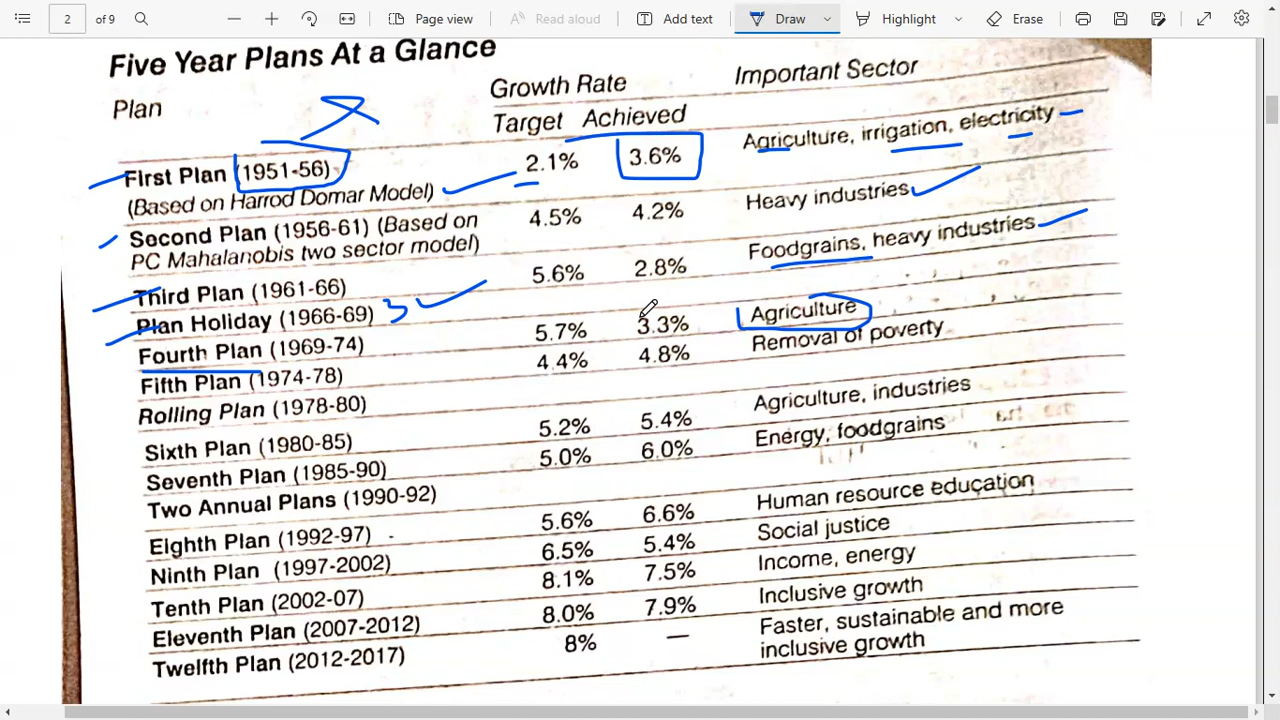 2 of 9 Page view Read aloud Add text Draw Highlight Erase
Five Year Plans At a Glance
Plan Growth Rate Important Sector
Target Achieved
First Plan (1951-56) 2.1% 3.6% Agriculture, irrigation, electricity
(Based on Harrod Domar Model)
Second Plan (1956-61) (Based on 4.5% 4.2% Heavy industries
PC Mahalanobis two sector model)
Third Plan (1961-66) 5.6% 2.8% Foodgrains, heavy industries
Plan Holiday (1966-69) 3
Fourth Plan (1969-74) 5.7% 3.3% Agriculture
Fifth Plan (1974-78) 4.4% 4.8% Removal of poverty
Rolling Plan (1978-80)
Sixth Plan (1980-85) 5.2% 5.4% Agriculture, industries
Seventh Plan (1985-90) 5.0% 6.0% Energy, foodgrains
Two Annual Plans (1990-92)
Eighth Plan (1992-97) 5.6% 6.6% Human resource education
Ninth Plan (1997-2002) 6.5% 5.4% Social justice
Tenth Plan (2002-07) 8.1% 7.5% Income, energy
Eleventh Plan (2007-2012) 8.0% 7.9% Inclusive growth
Twelfth Plan (2012-2017) 8% — Faster, sustainable and more
inclusive growth